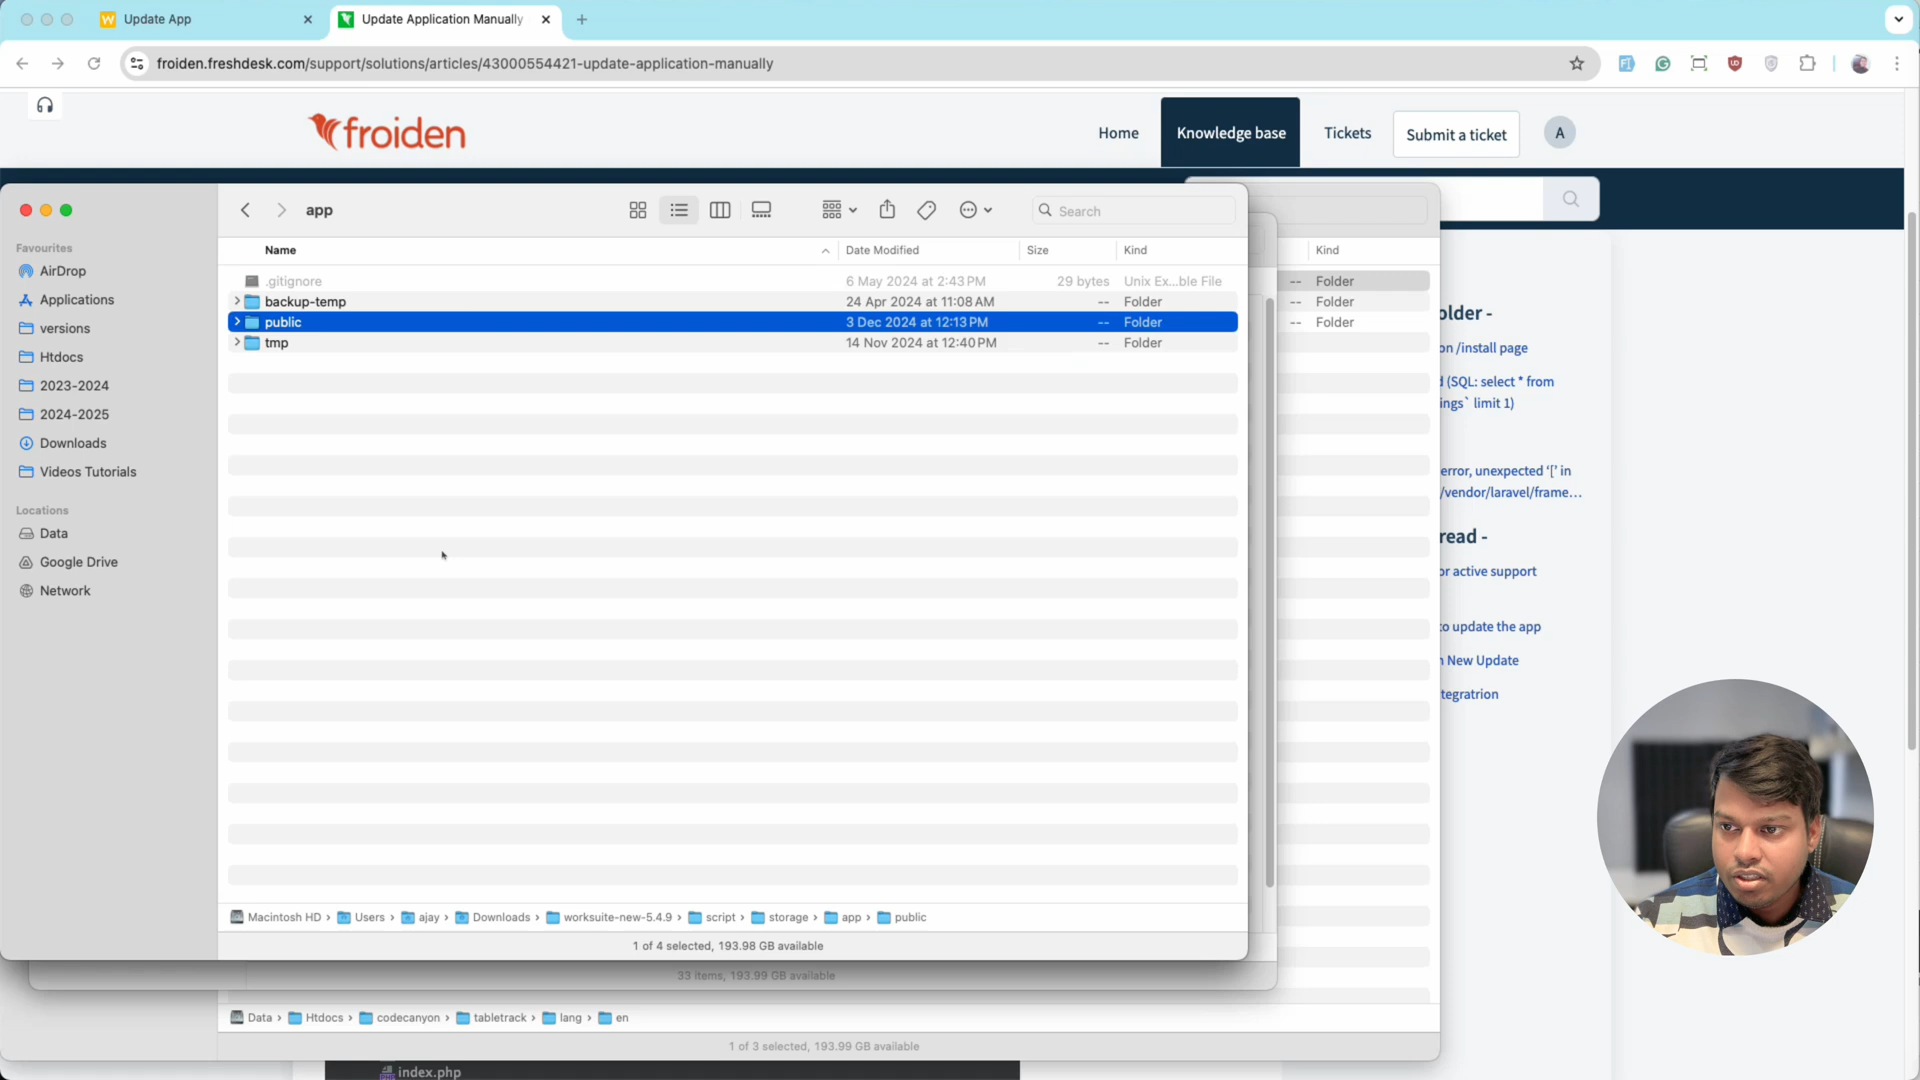 Update App
Update Application Manually
froiden.freshdesk.com/support/solutions/articles/43000554421-update-application-manually
froiden
Home
Knowledge base
Tickets
Submit a ticket
A
app
Search
Favourites
AirDrop
Applications
versions
Htdocs
2023-2024
2024-2025
Downloads
Videos Tutorials
Locations
Data
Google Drive
Network
Name Date Modified Size Kind
.gitignore 6 May 2024 at 2:43 PM 29 bytes Unix Ex...ble File
backup-temp 24 Apr 2024 at 11:08 AM -- Folder
public 3 Dec 2024 at 12:13 PM -- Folder
tmp 14 Nov 2024 at 12:40 PM -- Folder
Kind
-- Folder
-- Folder
-- Folder
older -
on /install page
(SQL: select * from
ings` limit 1)
error, unexpected '[' in
/vendor/laravel/frame...
read -
or active support
to update the app
New Update
tegratrion
Macintosh HD › Users › ajay › Downloads › worksuite-new-5.4.9 › script › storage › app › public
1 of 4 selected, 193.98 GB available
33 items, 193.99 GB available
Data › Htdocs › codecanyon › tabletrack › lang › en
1 of 3 selected, 193.99 GB available
index.php